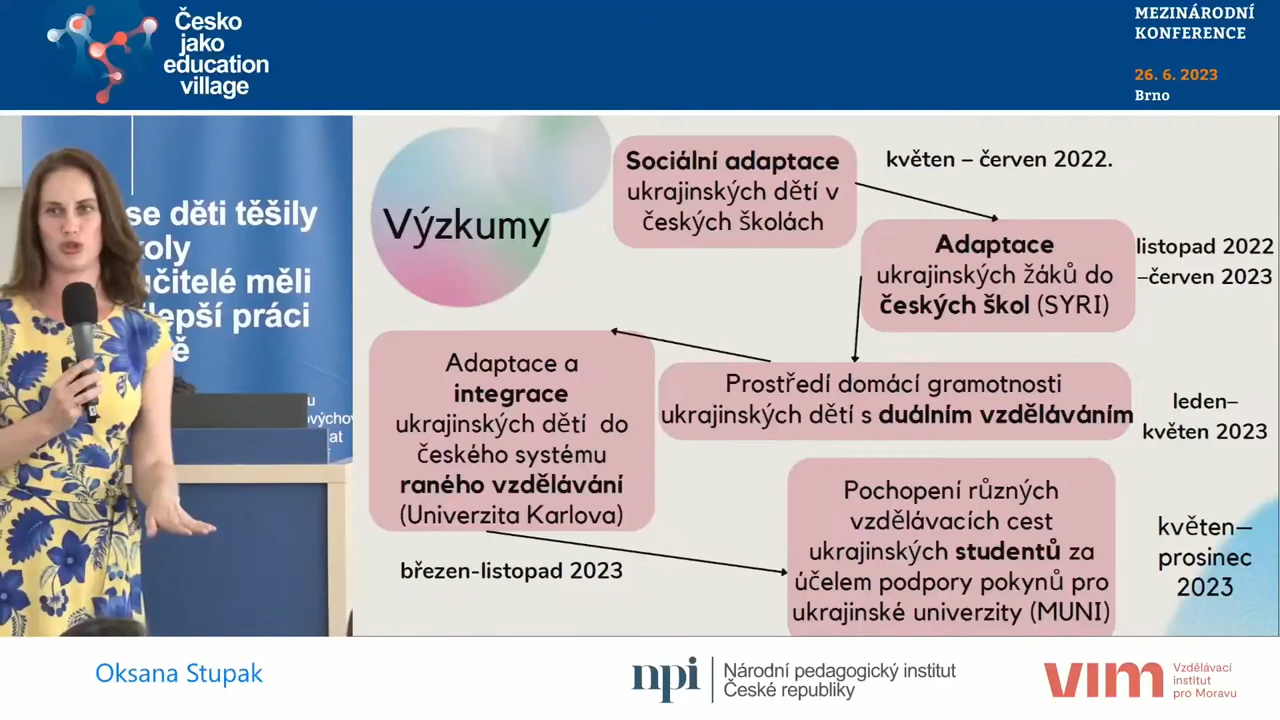 Česko
jako
education
village
MEZINÁRODNÍ
KONFERENCE
26. 6. 2023
Brno
se děti těšily
koly
učitelé měli
lepší práci
ě
u
ových
at
Výzkumy
Sociální adaptace
ukrajinských dětí v
českých školách
květen – červen 2022.
Adaptace
ukrajinských žáků do
českých škol (SYRI)
listopad 2022
–červen 2023
Prostředí domácí gramotnosti
ukrajinských dětí s duálním vzděláváním
leden–
květen 2023
Adaptace a
integrace
ukrajinských dětí do
českého systému
raného vzdělávání
(Univerzita Karlova)
březen-listopad 2023
Pochopení různých
vzdělávacích cest
ukrajinských studentů za
účelem podpory pokynů pro
ukrajinské univerzity (MUNI)
květen–
prosinec
2023
Oksana Stupak
npi
Národní pedagogický institut
České republiky
vim
Vzdělávací
institut
pro Moravu